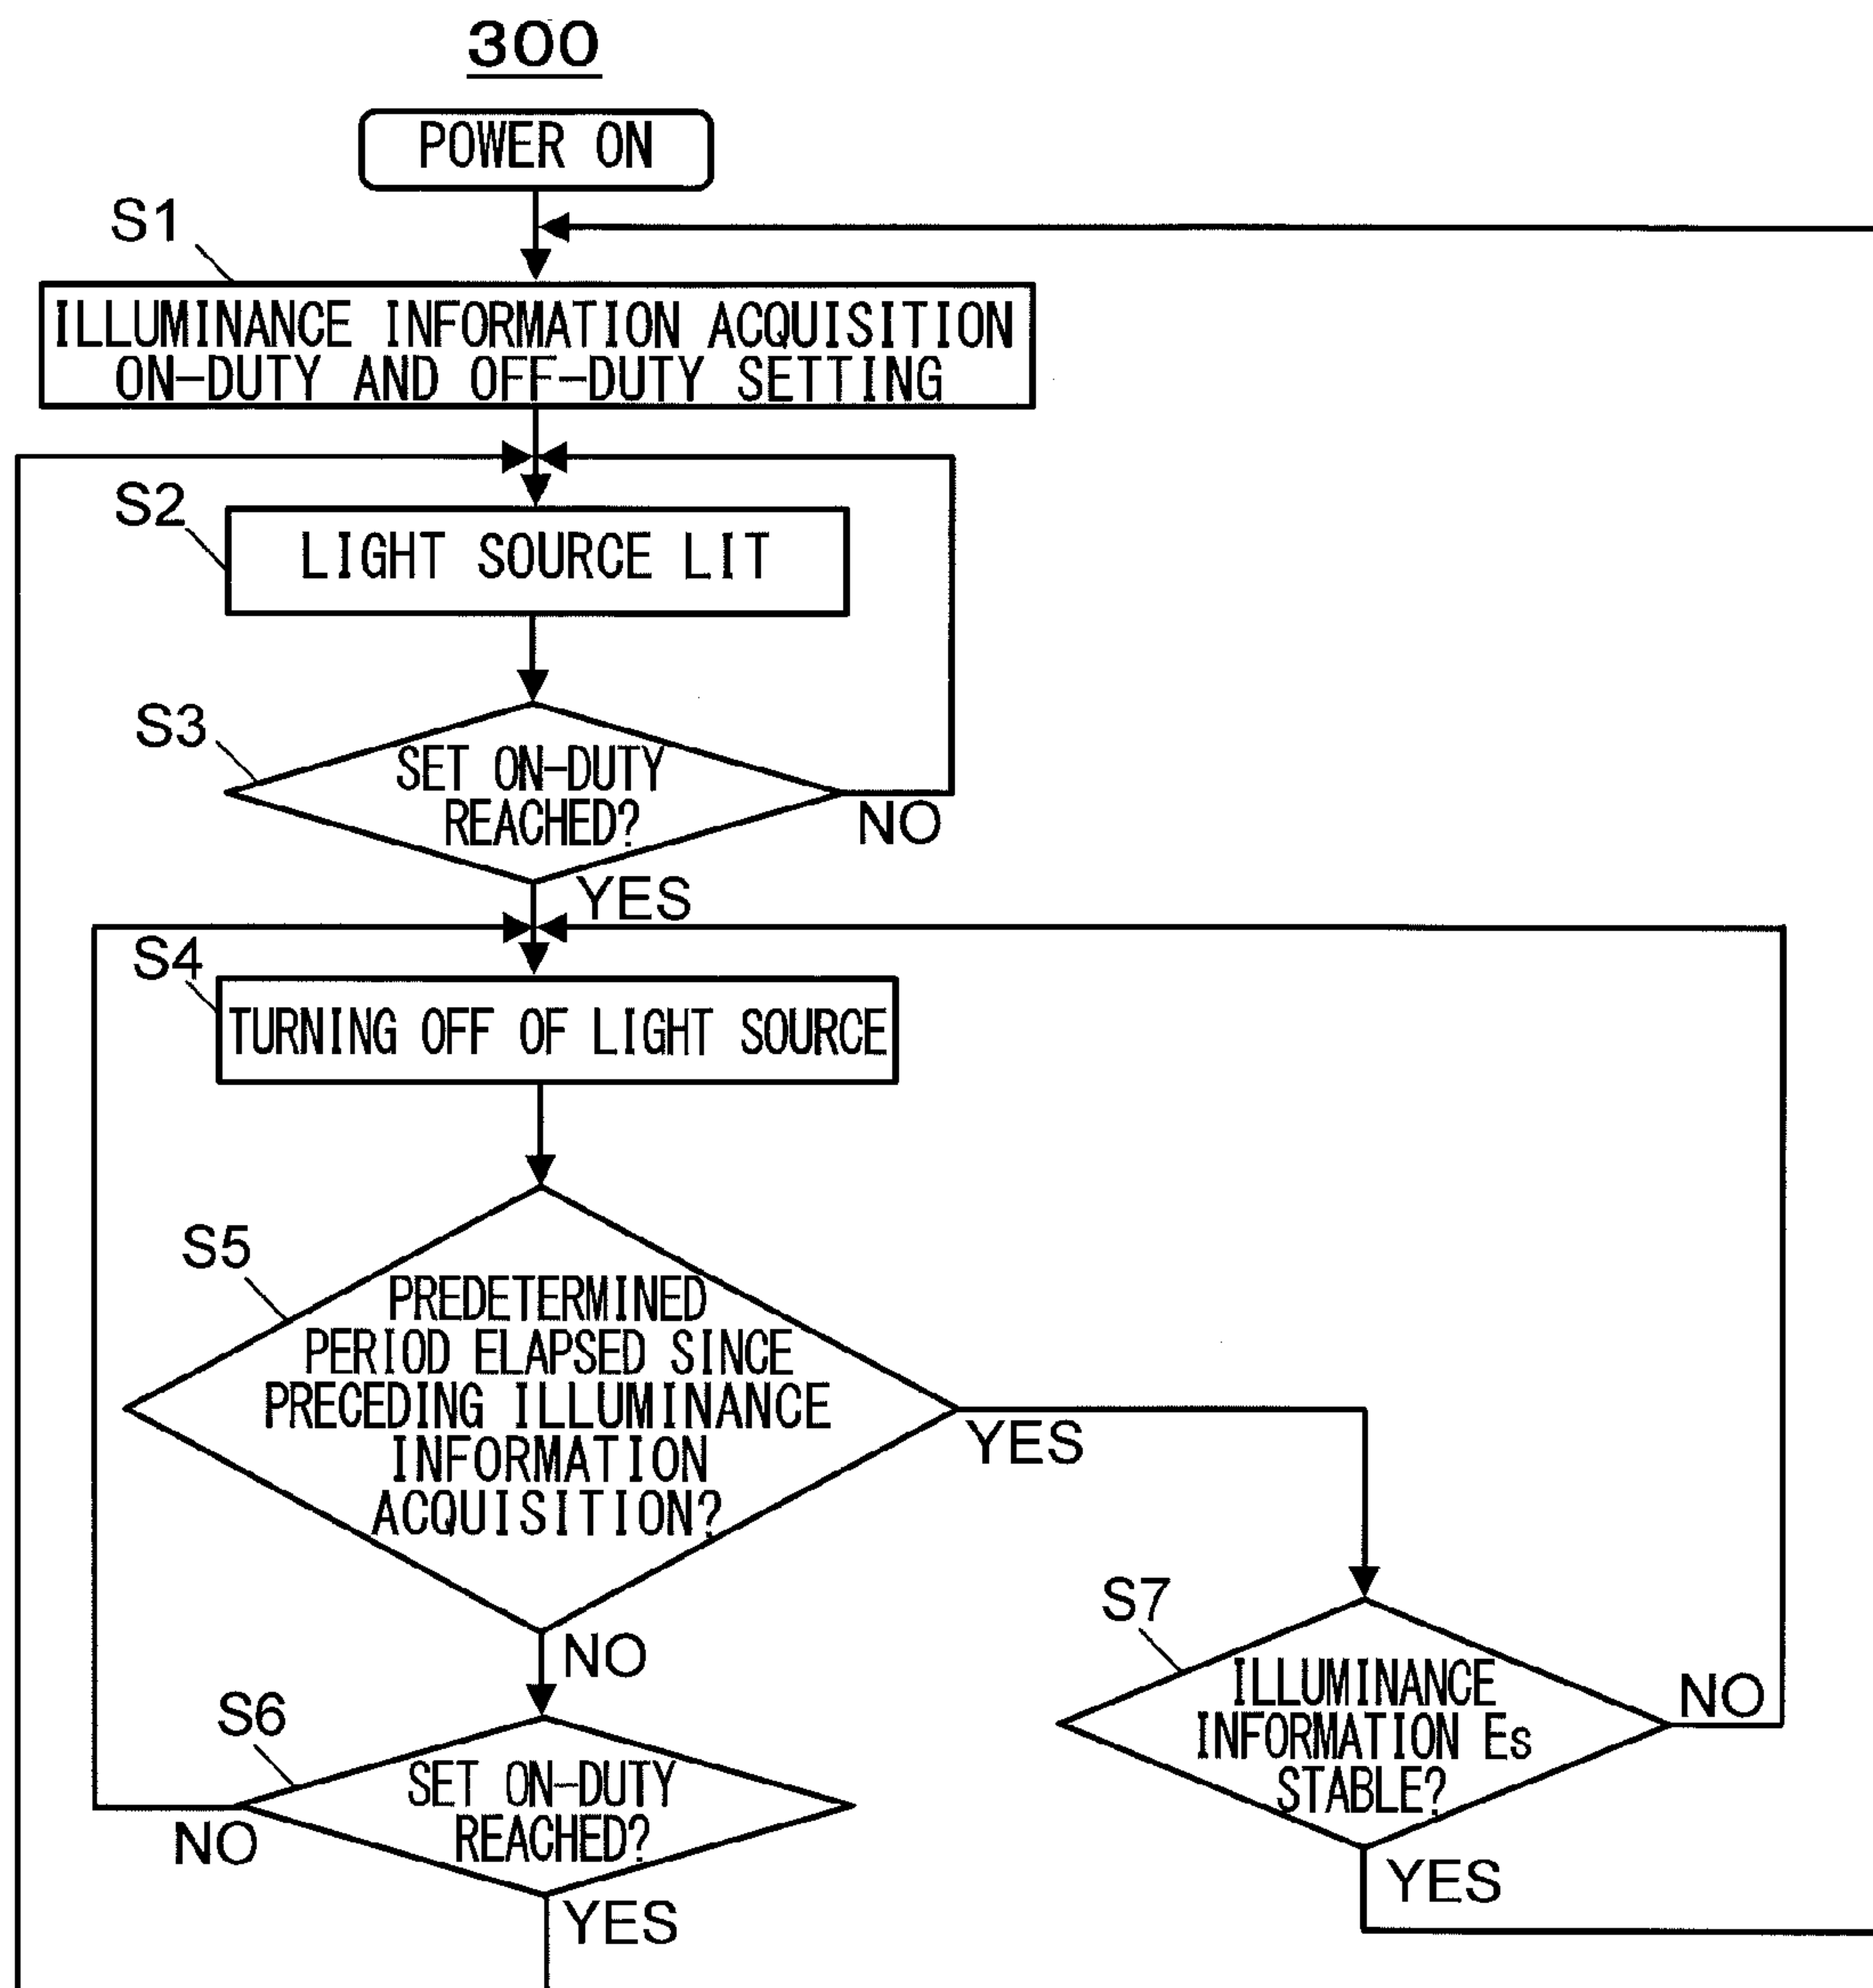 300
POWER ON
S1
ILLUMINANCE INFORMATION ACQUISITION
ON-DUTY AND OFF-DUTY SETTING
S2
LIGHT SOURCE LIT
S3
SET ON-DUTY
REACHED?
NO
YES
S4
TURNING OFF OF LIGHT SOURCE
S5
PREDETERMINED
PERIOD ELAPSED SINCE
PRECEDING ILLUMINANCE
INFORMATION
ACQUISITION?
YES
NO
S7
ILLUMINANCE
INFORMATION Es
STABLE?
NO
YES
S6
SET ON-DUTY
REACHED?
NO
YES